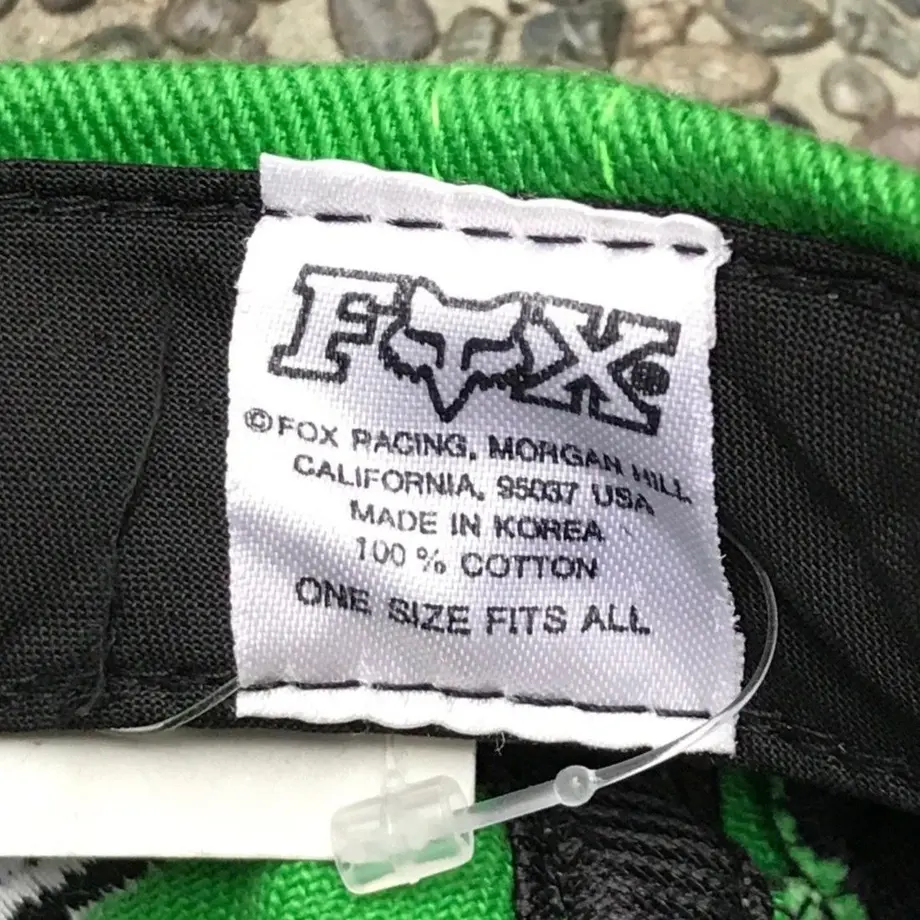 FOX
©FOX RACING, MORGAN HILL
CALIFORNIA, 95037 USA
MADE IN KOREA
100 % COTTON
ONE SIZE FITS ALL